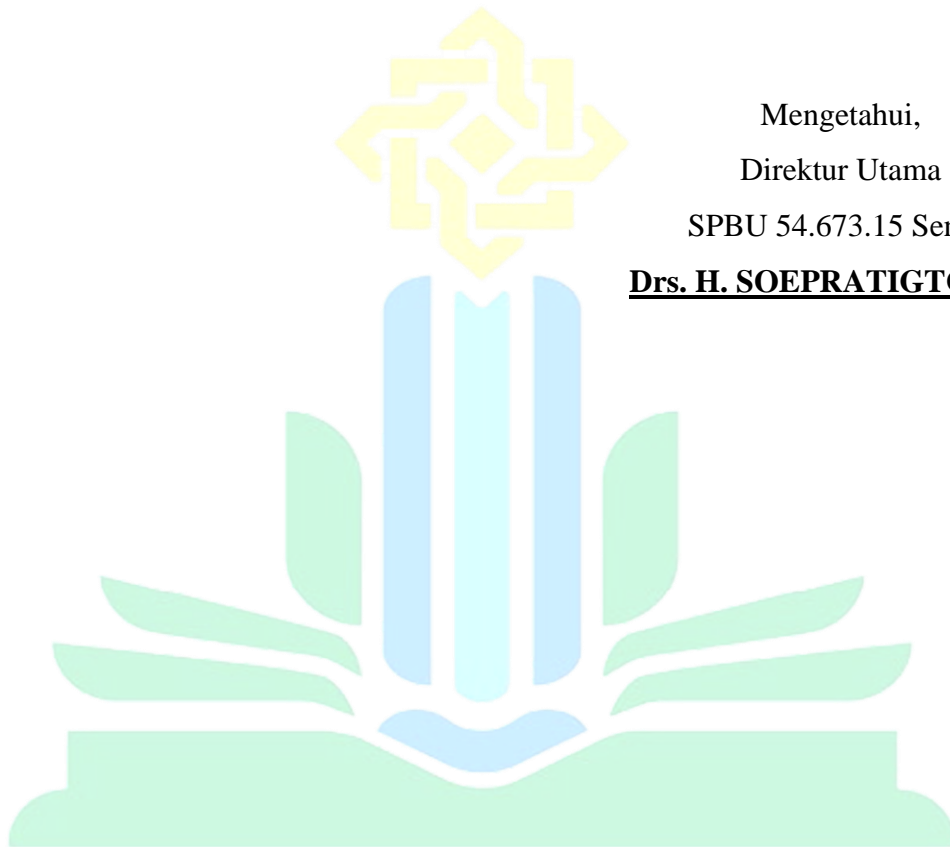 Mengetahui,
Direktur Utama
SPBU 54.673.15
Drs. H.